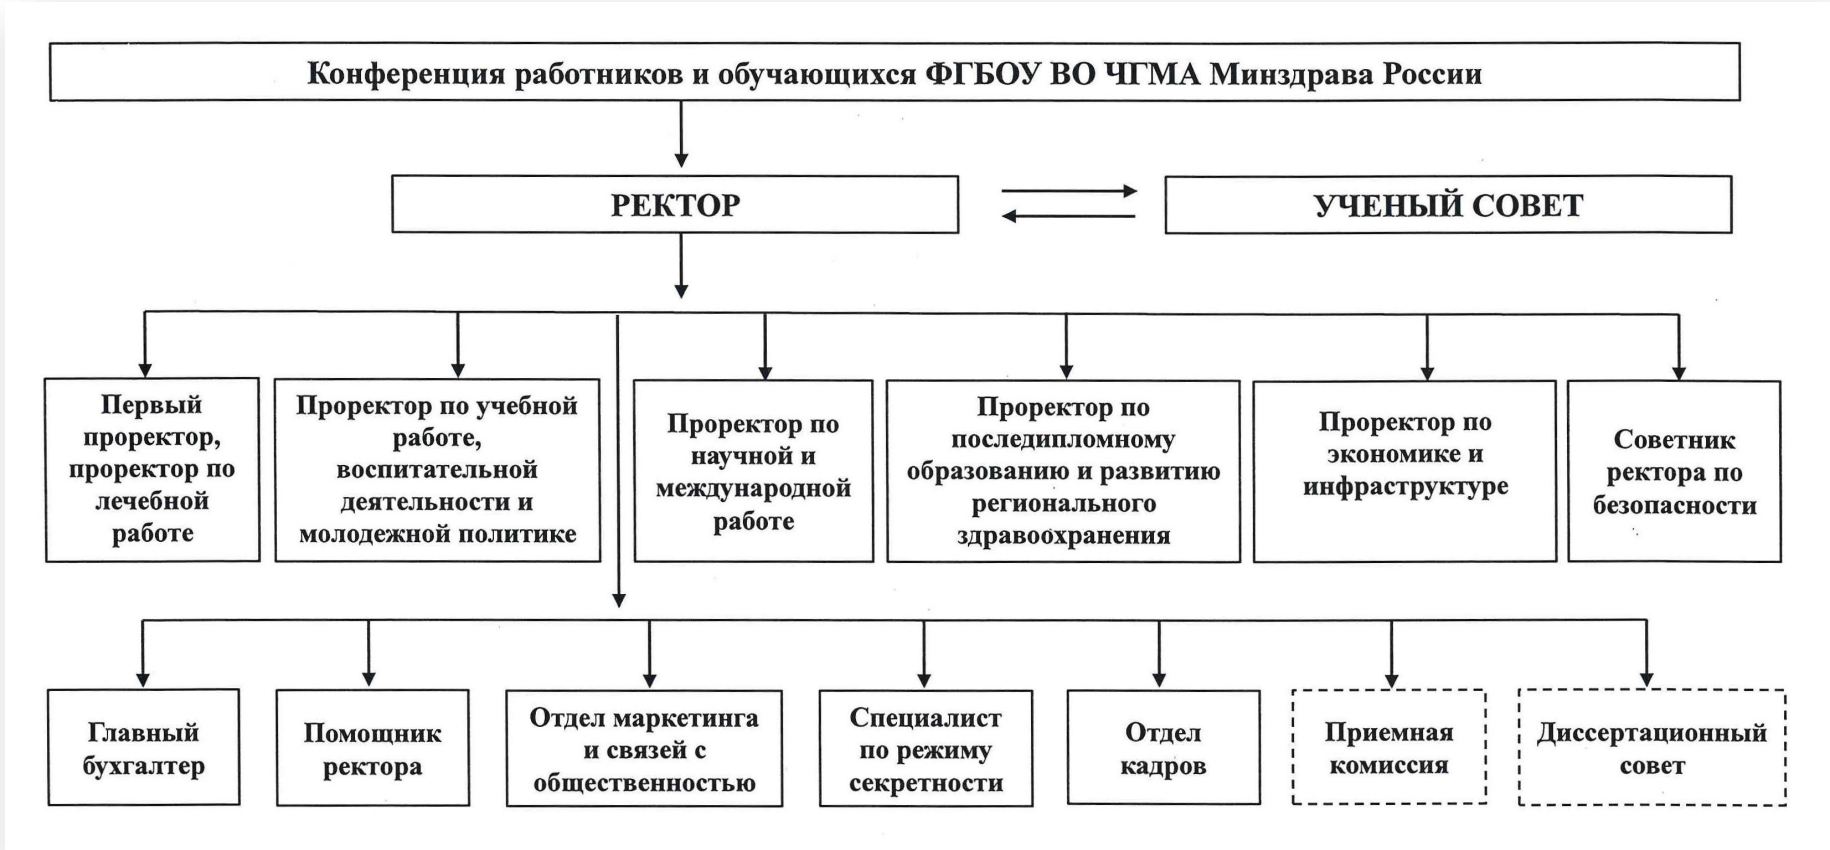 Конференция работников и обучающихся ФГБОУ ВО ЧГМА Минздрава России
РЕКТОР
УЧЕНЫЙ СОВЕТ
Первый
проректор,
проректор по
лечебной
работе
Проректор по учебной
работе,
воспитательной
деятельности и
молодежной политике
Проректор по
научной и
международной
работе
Проректор по
последипломному
образованию и развитию
регионального
здравоохранения
Проректор по
экономике и
инфраструктуре
Советник
ректора по
безопасности
Главный
бухгалтер
Помощник
ректора
Отдел маркетинга
и связей с
общественностью
Специалист
по режиму
секретности
Отдел
кадров
Приемная
комиссия
Диссертационный
совет